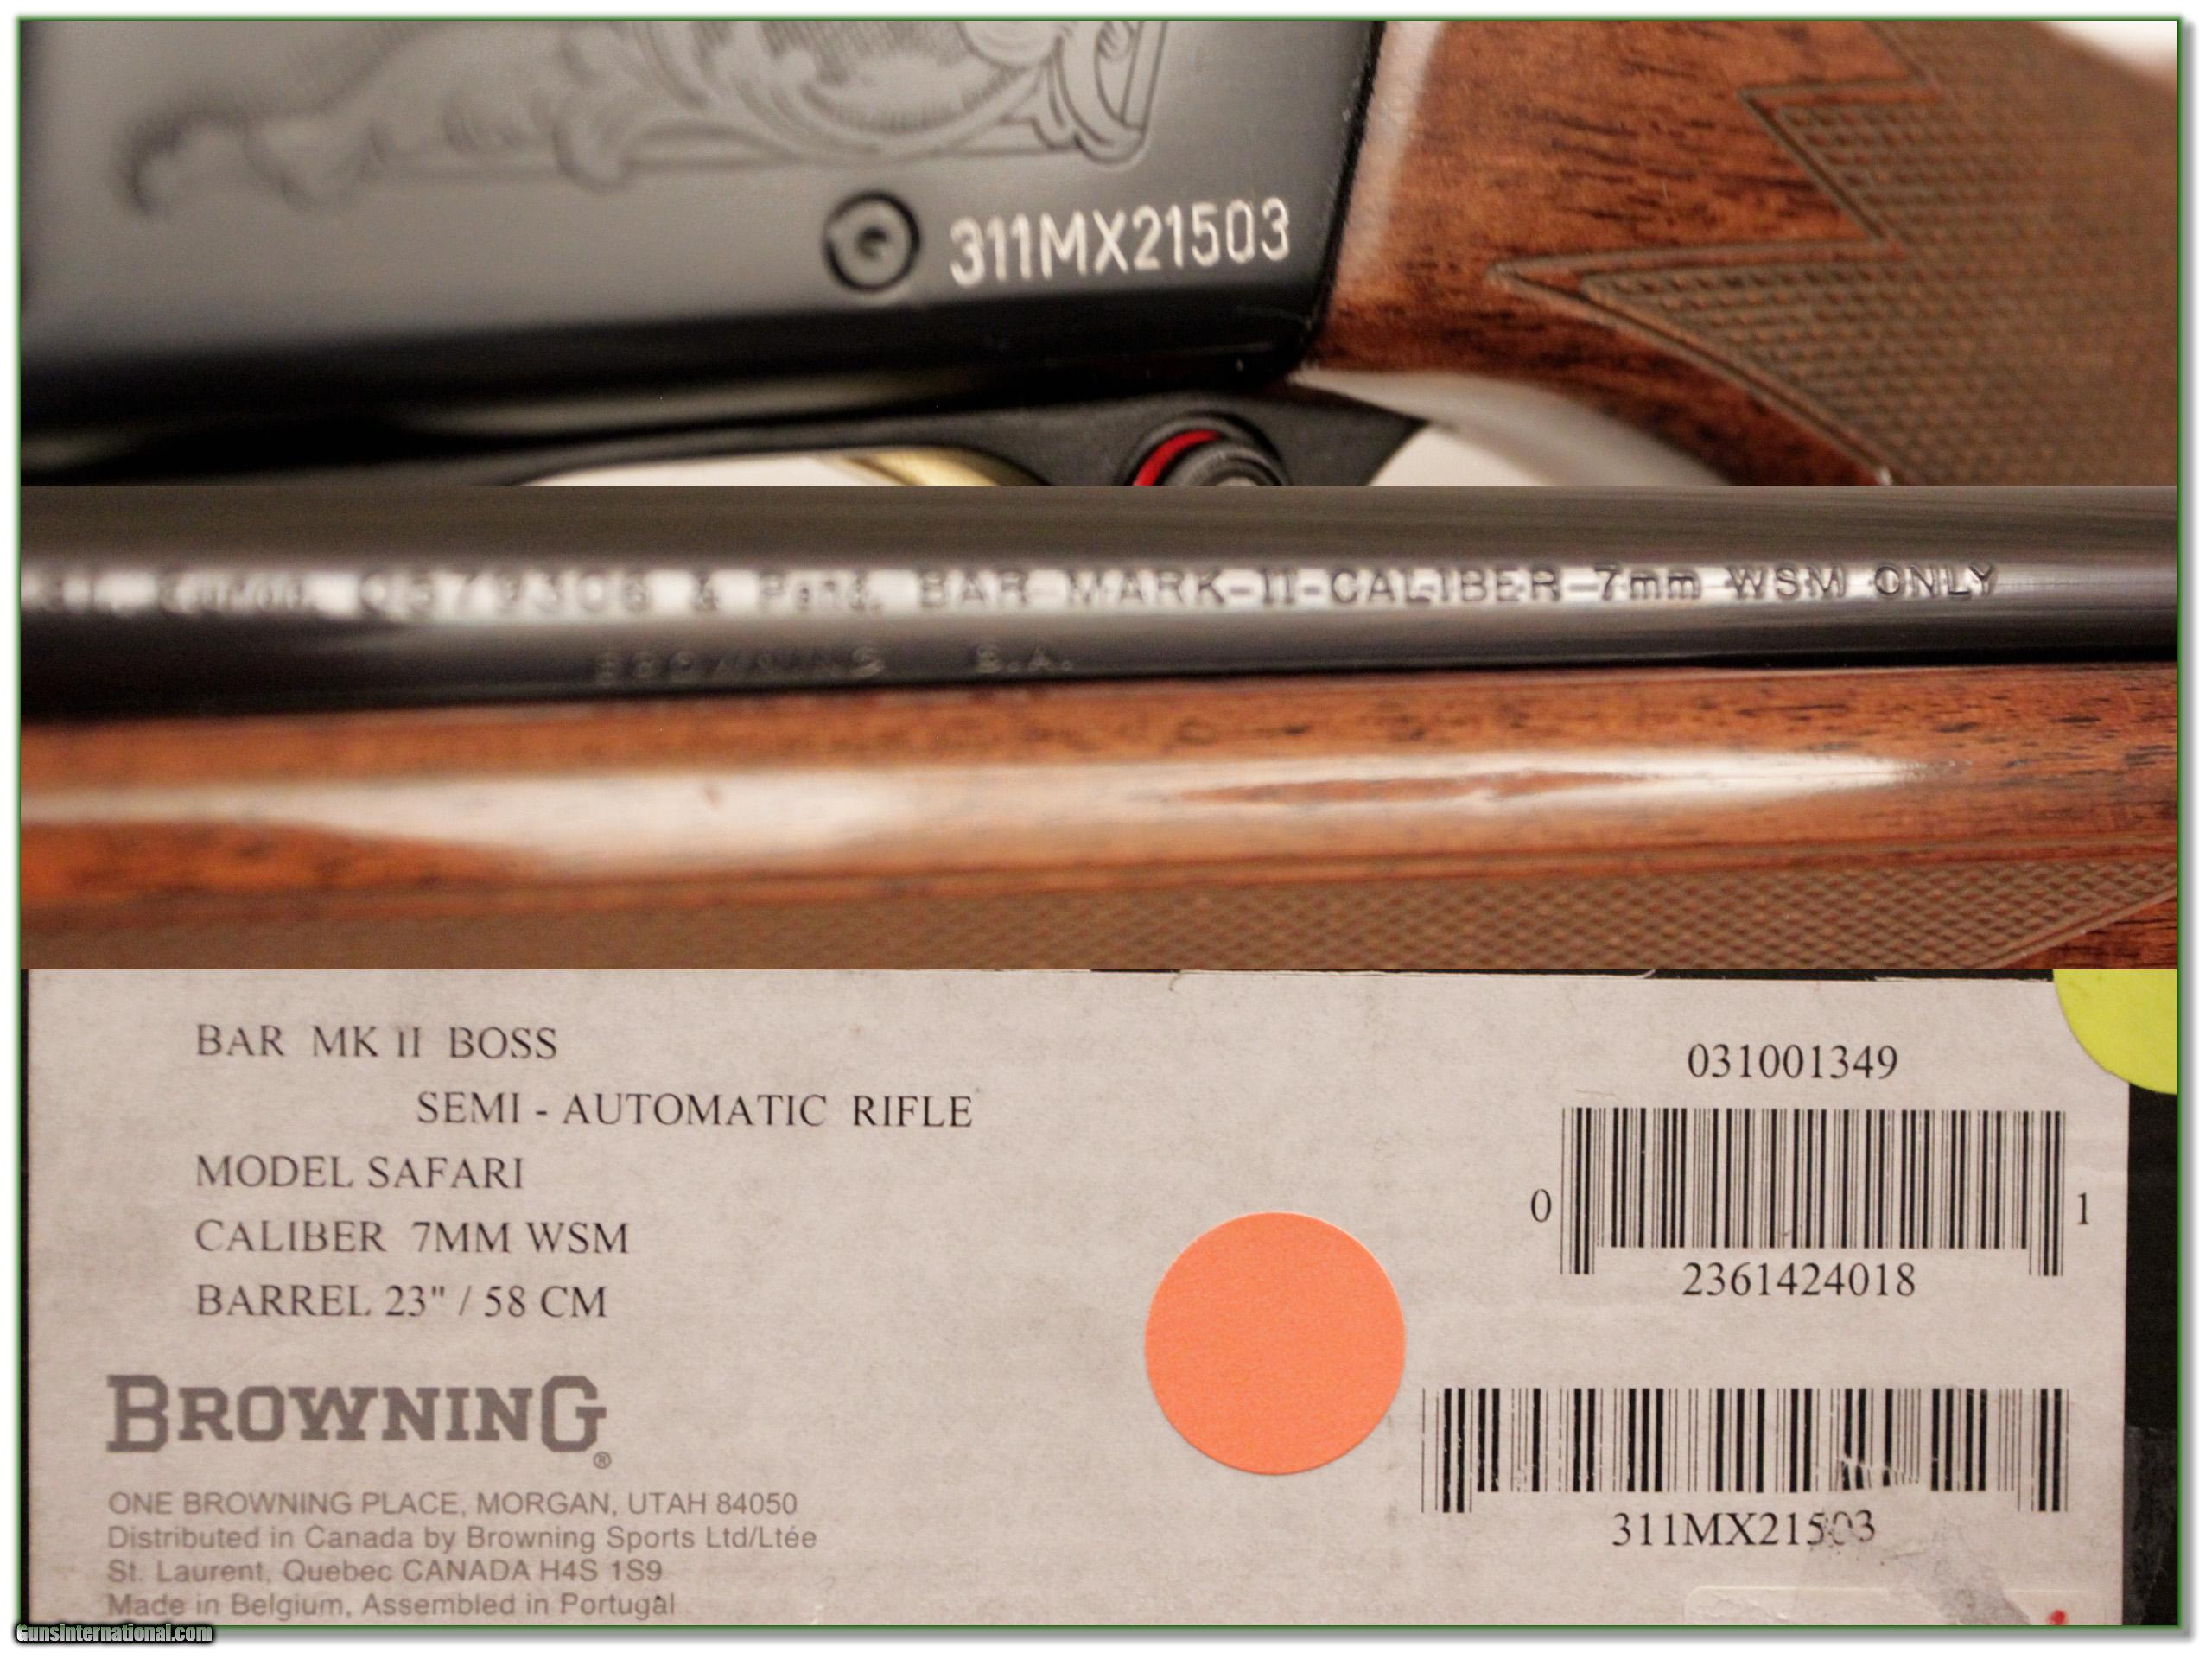 311MX21503
& Pend. BAR MARK-II-CALIBER-7mm WSM ONLY
BROWNING S.A.
BAR MK II BOSS
SEMI - AUTOMATIC RIFLE
MODEL SAFARI
CALIBER 7MM WSM
BARREL 23" / 58 CM
BROWNING®
ONE BROWNING PLACE, MORGAN, UTAH 84050
Distributed in Canada by Browning Sports Ltd/Ltée
St. Laurent, Quebec CANADA H4S 1S9
Made in Belgium, Assembled in Portugal
031001349
0 1
2361424018
311MX21503
GunsInternational.com